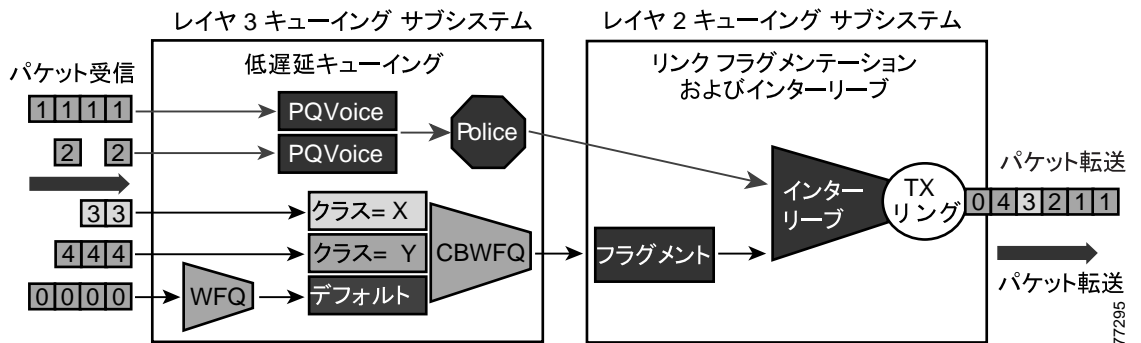 レイヤ 3 キューイング サブシステム
レイヤ 2 キューイング サブシステム
低遅延キューイング
リンク フラグメンテーション
およびインターリーブ
パケット受信
1 1 1 1
PQVoice
Police
2 2
PQVoice
パケット転送
インター
リーブ
TX
リング
0 4 3 2 1 1
3 3
クラス= X
4 4 4
クラス= Y
CBWFQ
フラグメント
パケット転送
0 0 0 0
WFQ
デフォルト
77295